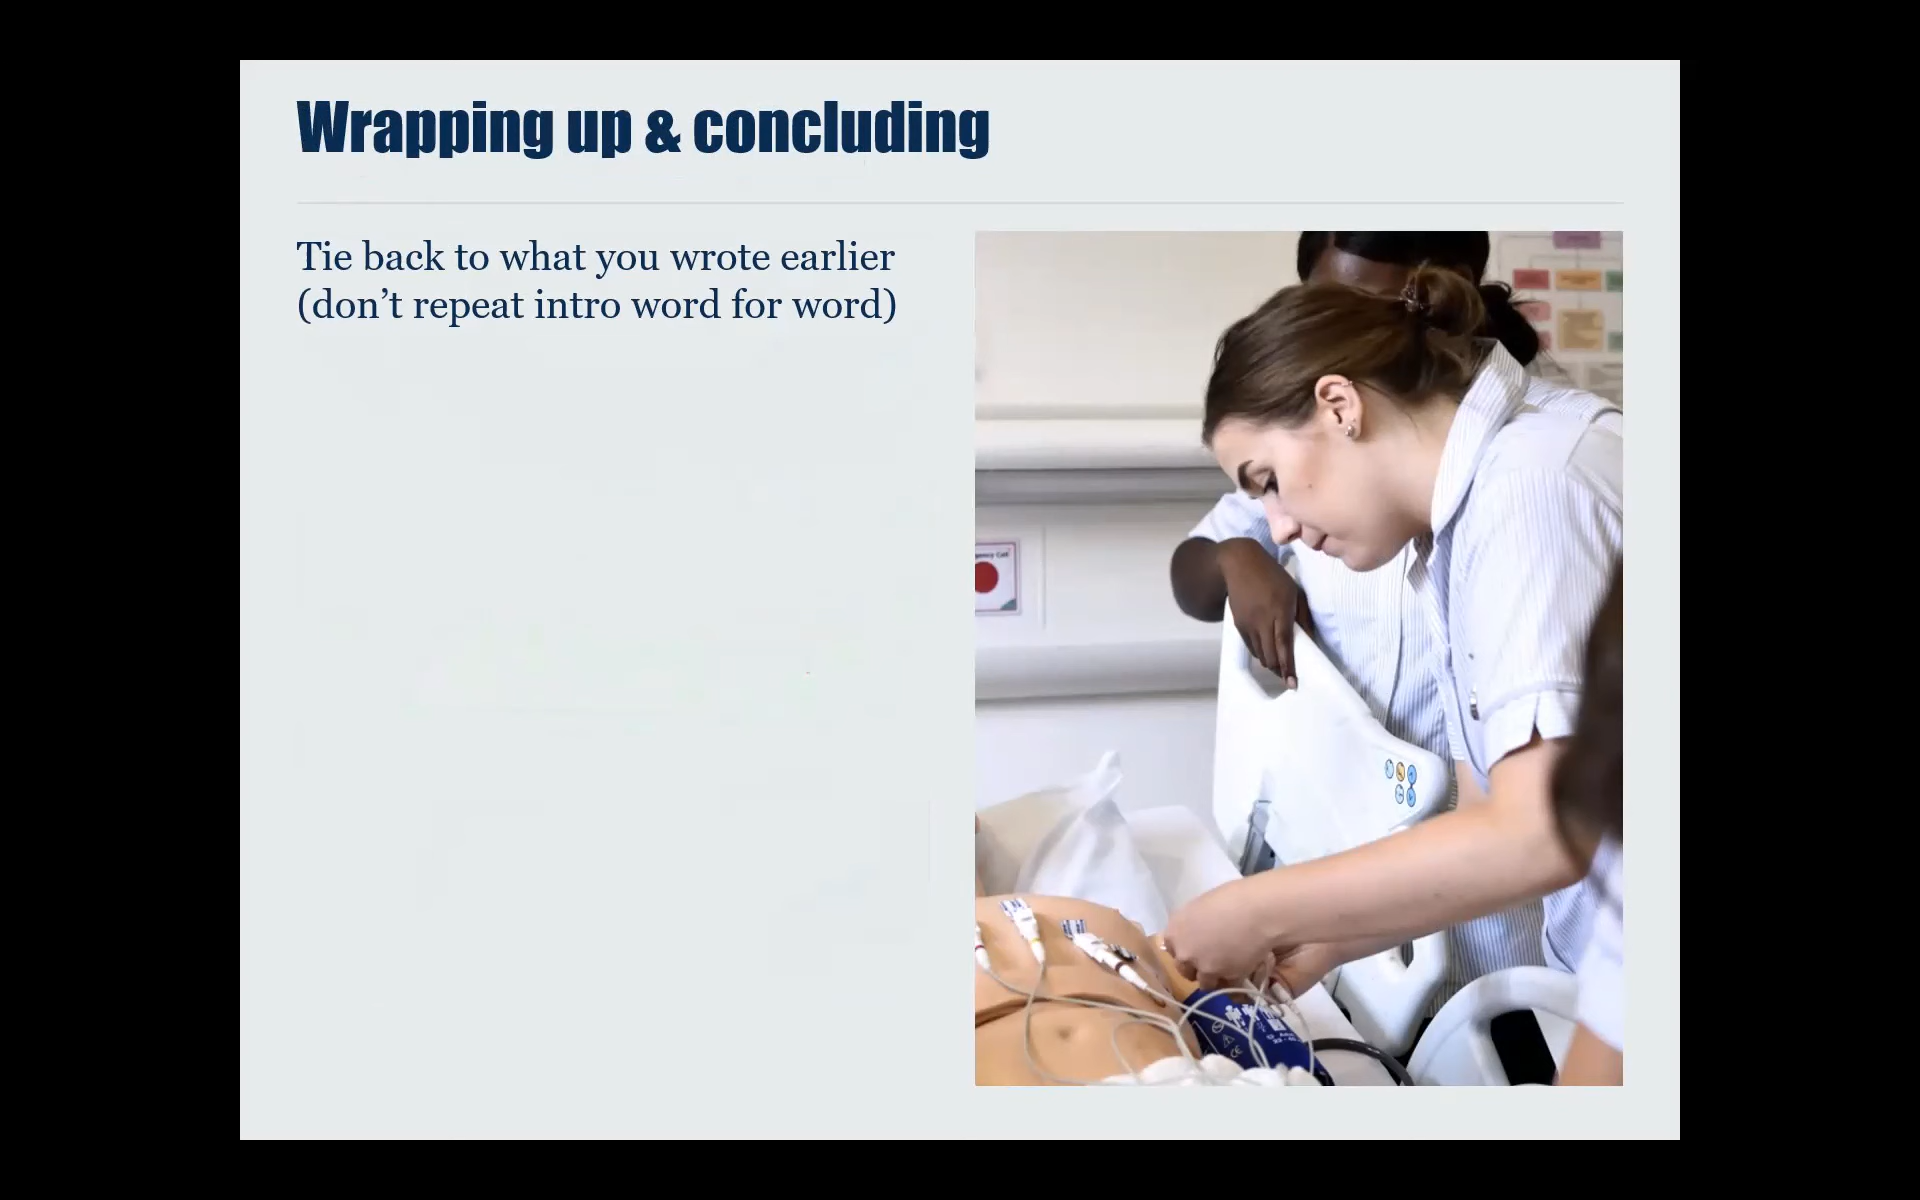 Wrapping up & concluding
Tie back to what you wrote earlier
(don’t repeat intro word for word)